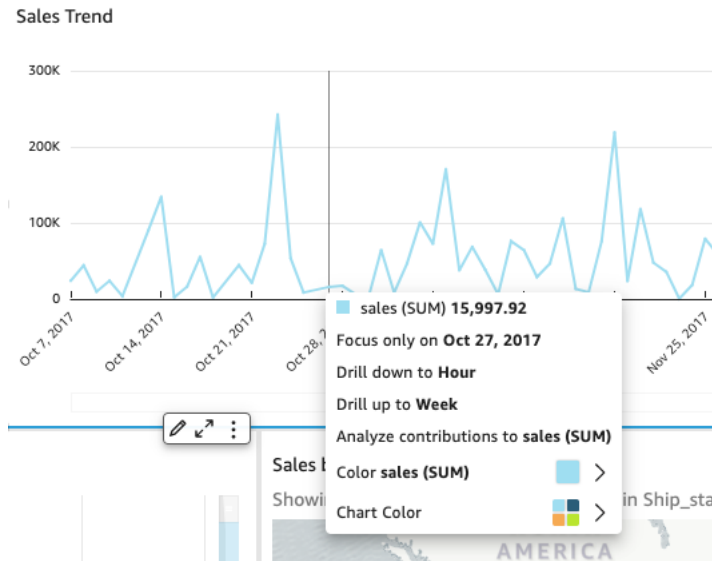 Sales Trend
300K
200K
100K
0
Oct 7, 2017
Oct 14, 2017
Oct 21, 2017
Oct 28, 2
Nov 25, 2017
sales (SUM) 15,997.92
Focus only on Oct 27, 2017
Drill down to Hour
Drill up to Week
Analyze contributions to sales (SUM)
Color sales (SUM)
Chart Color
Sales
Showi
in Ship_sta
AMERICA